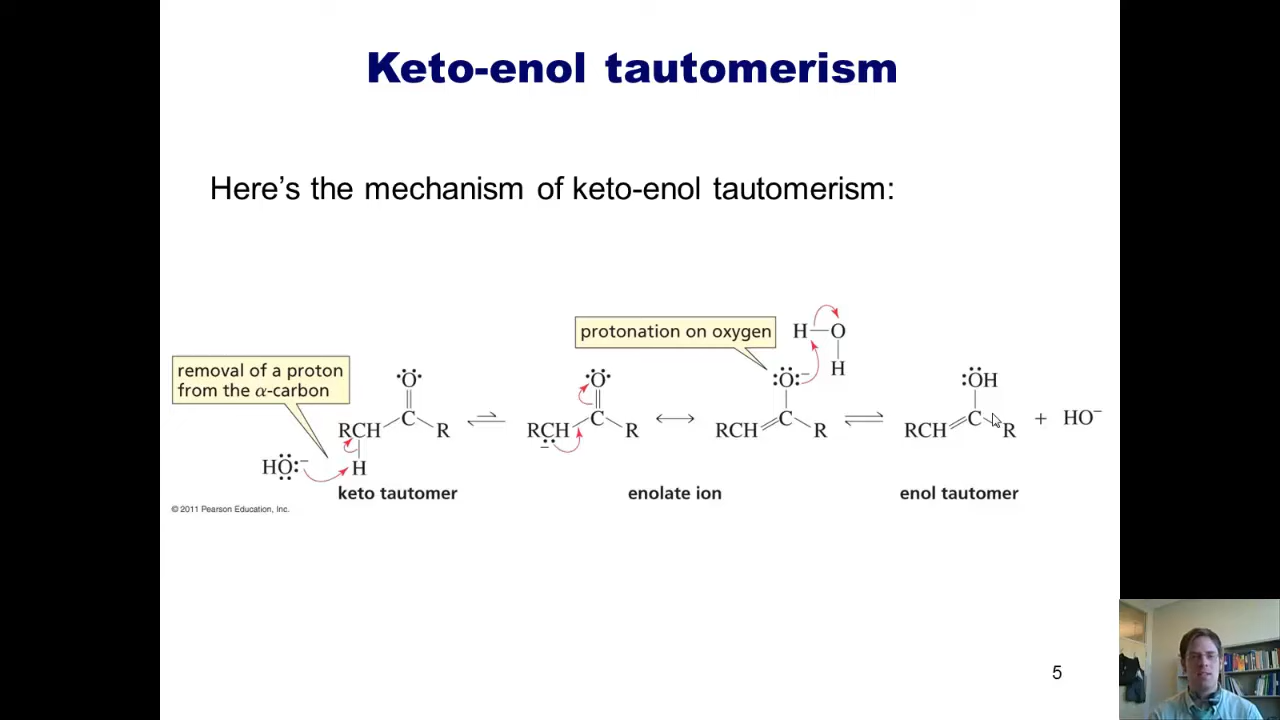 Keto-enol tautomerism
Here's the mechanism of keto-enol tautomerism:
protonation on oxygen
H—O
H
removal of a proton
from the α-carbon
O
O
O⁻
OH
RCH
C
R
RCH
C
R
RCH
C
R
RCH
C
R
+ HO⁻
HO⁻
H
−
keto tautomer
enolate ion
enol tautomer
© 2011 Pearson Education, Inc.
5